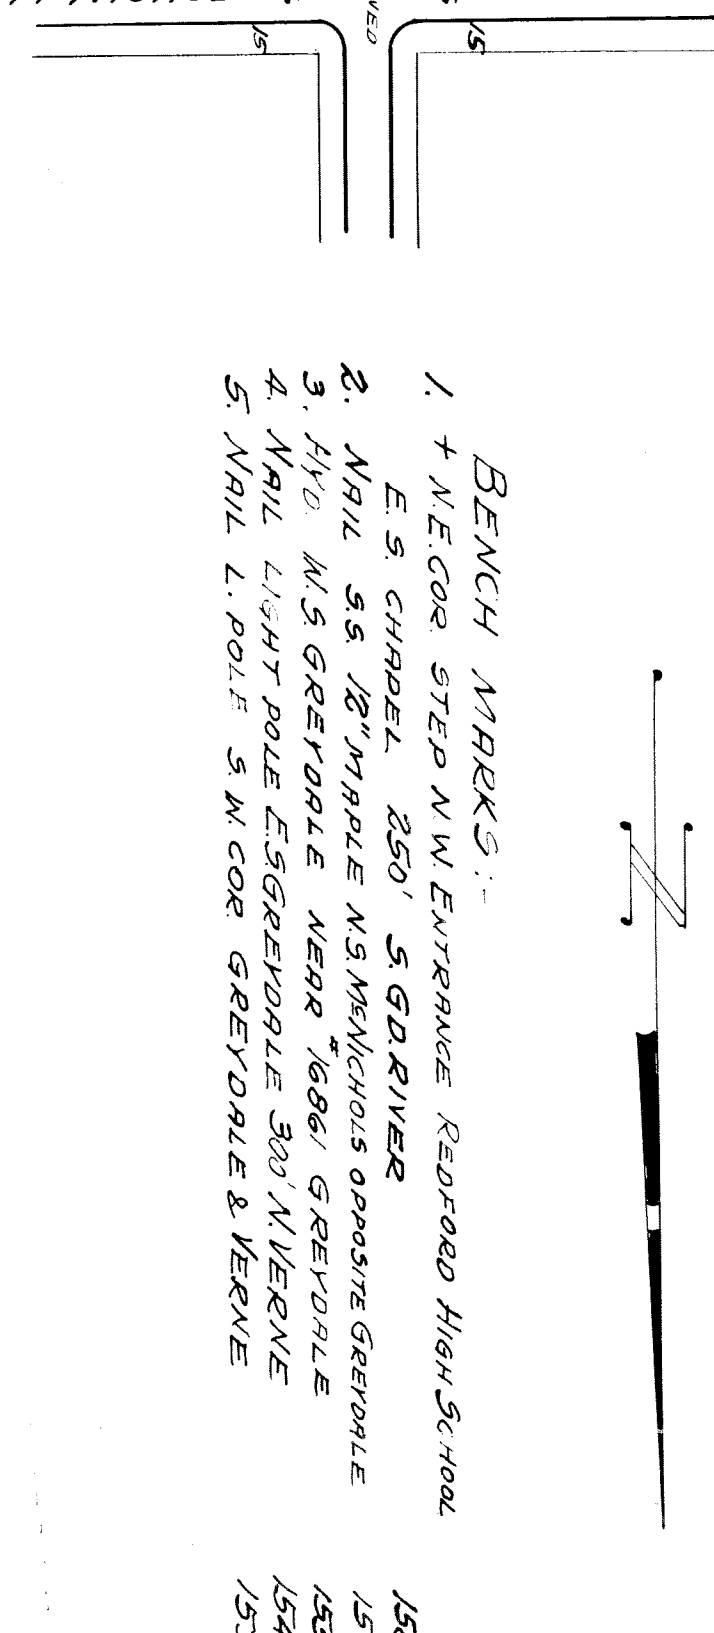 15
15
BENCH MARKS:-
1. + N.E. COR. STEP N.W. ENTRANCE REDFORD HIGH SCHOOL
E.S. CHAPEL 250' S. GD. RIVER
2. NAIL S.S. 12" MAPLE N.S. McNICHOLS OPPOSITE GREYDALE
3. HYD. W.S. GREYDALE NEAR #16861 GREYDALE
4. NAIL LIGHT POLE E.S GREYDALE 300' N. VERNE
5. NAIL L. POLE S.W. COR. GREYDALE & VERNE
N